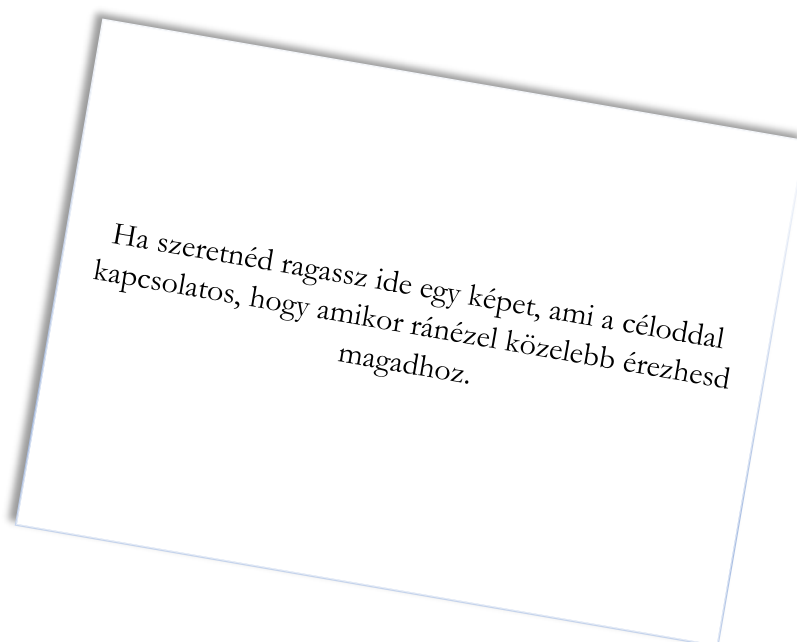 Ha szeretnéd ragassz ide egy képet, ami a céloddal
kapcsolatos, hogy amikor ránézel közelebb érezhesd
magadhoz.